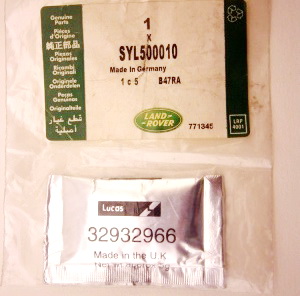 Genuine
Parts
Pièces
d'Origine
純正部品
Piezas
Originales
Ricambi
Originali
Originele
Onderdelen
Peças
Genuínas
Originalteile
قطع غيار
أصلية
1
x
SYL500010
Made In Germany
1 c 5 B47RA
LAND-
ROVER
771345
LRP
4001
Lucas
32932966
Made in the U.K